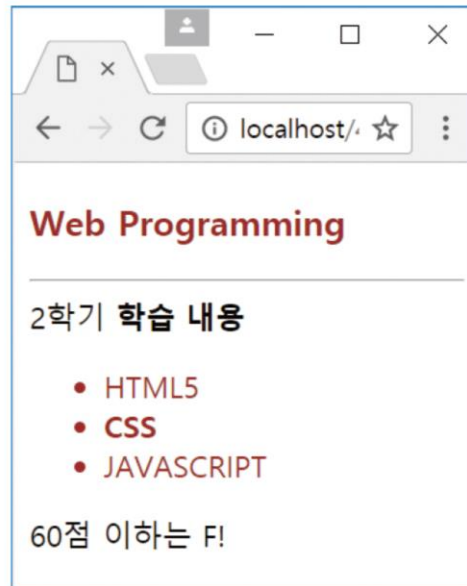 localhost/
Web Programming
2학기 학습 내용
HTML5
CSS
JAVASCRIPT
60점 이하는 F!